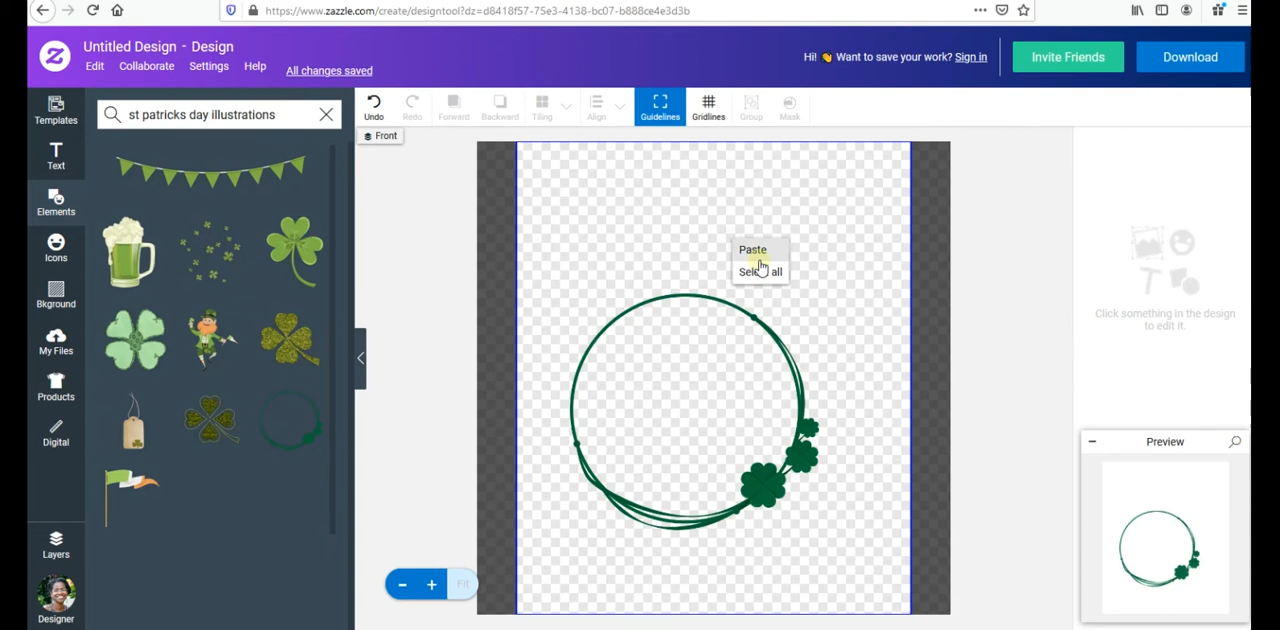 https://www.zazzle.com/create/designtool?dz=d8418f57-75e3-4138-bc07-b888ce4e3d3b
Untitled Design - Design
Edit Collaborate Settings Help All changes saved
Hi! 👋 Want to save your work? Sign in
Invite Friends
Download
Templates
Text
Elements
Icons
Bkground
My Files
Products
Digital
Layers
Designer
st patricks day illustrations
Undo Redo Forward Backward Tiling Align Guidelines Gridlines Group Mask
Front
Paste
Select all
Fit
Click something in the design
to edit it.
Preview